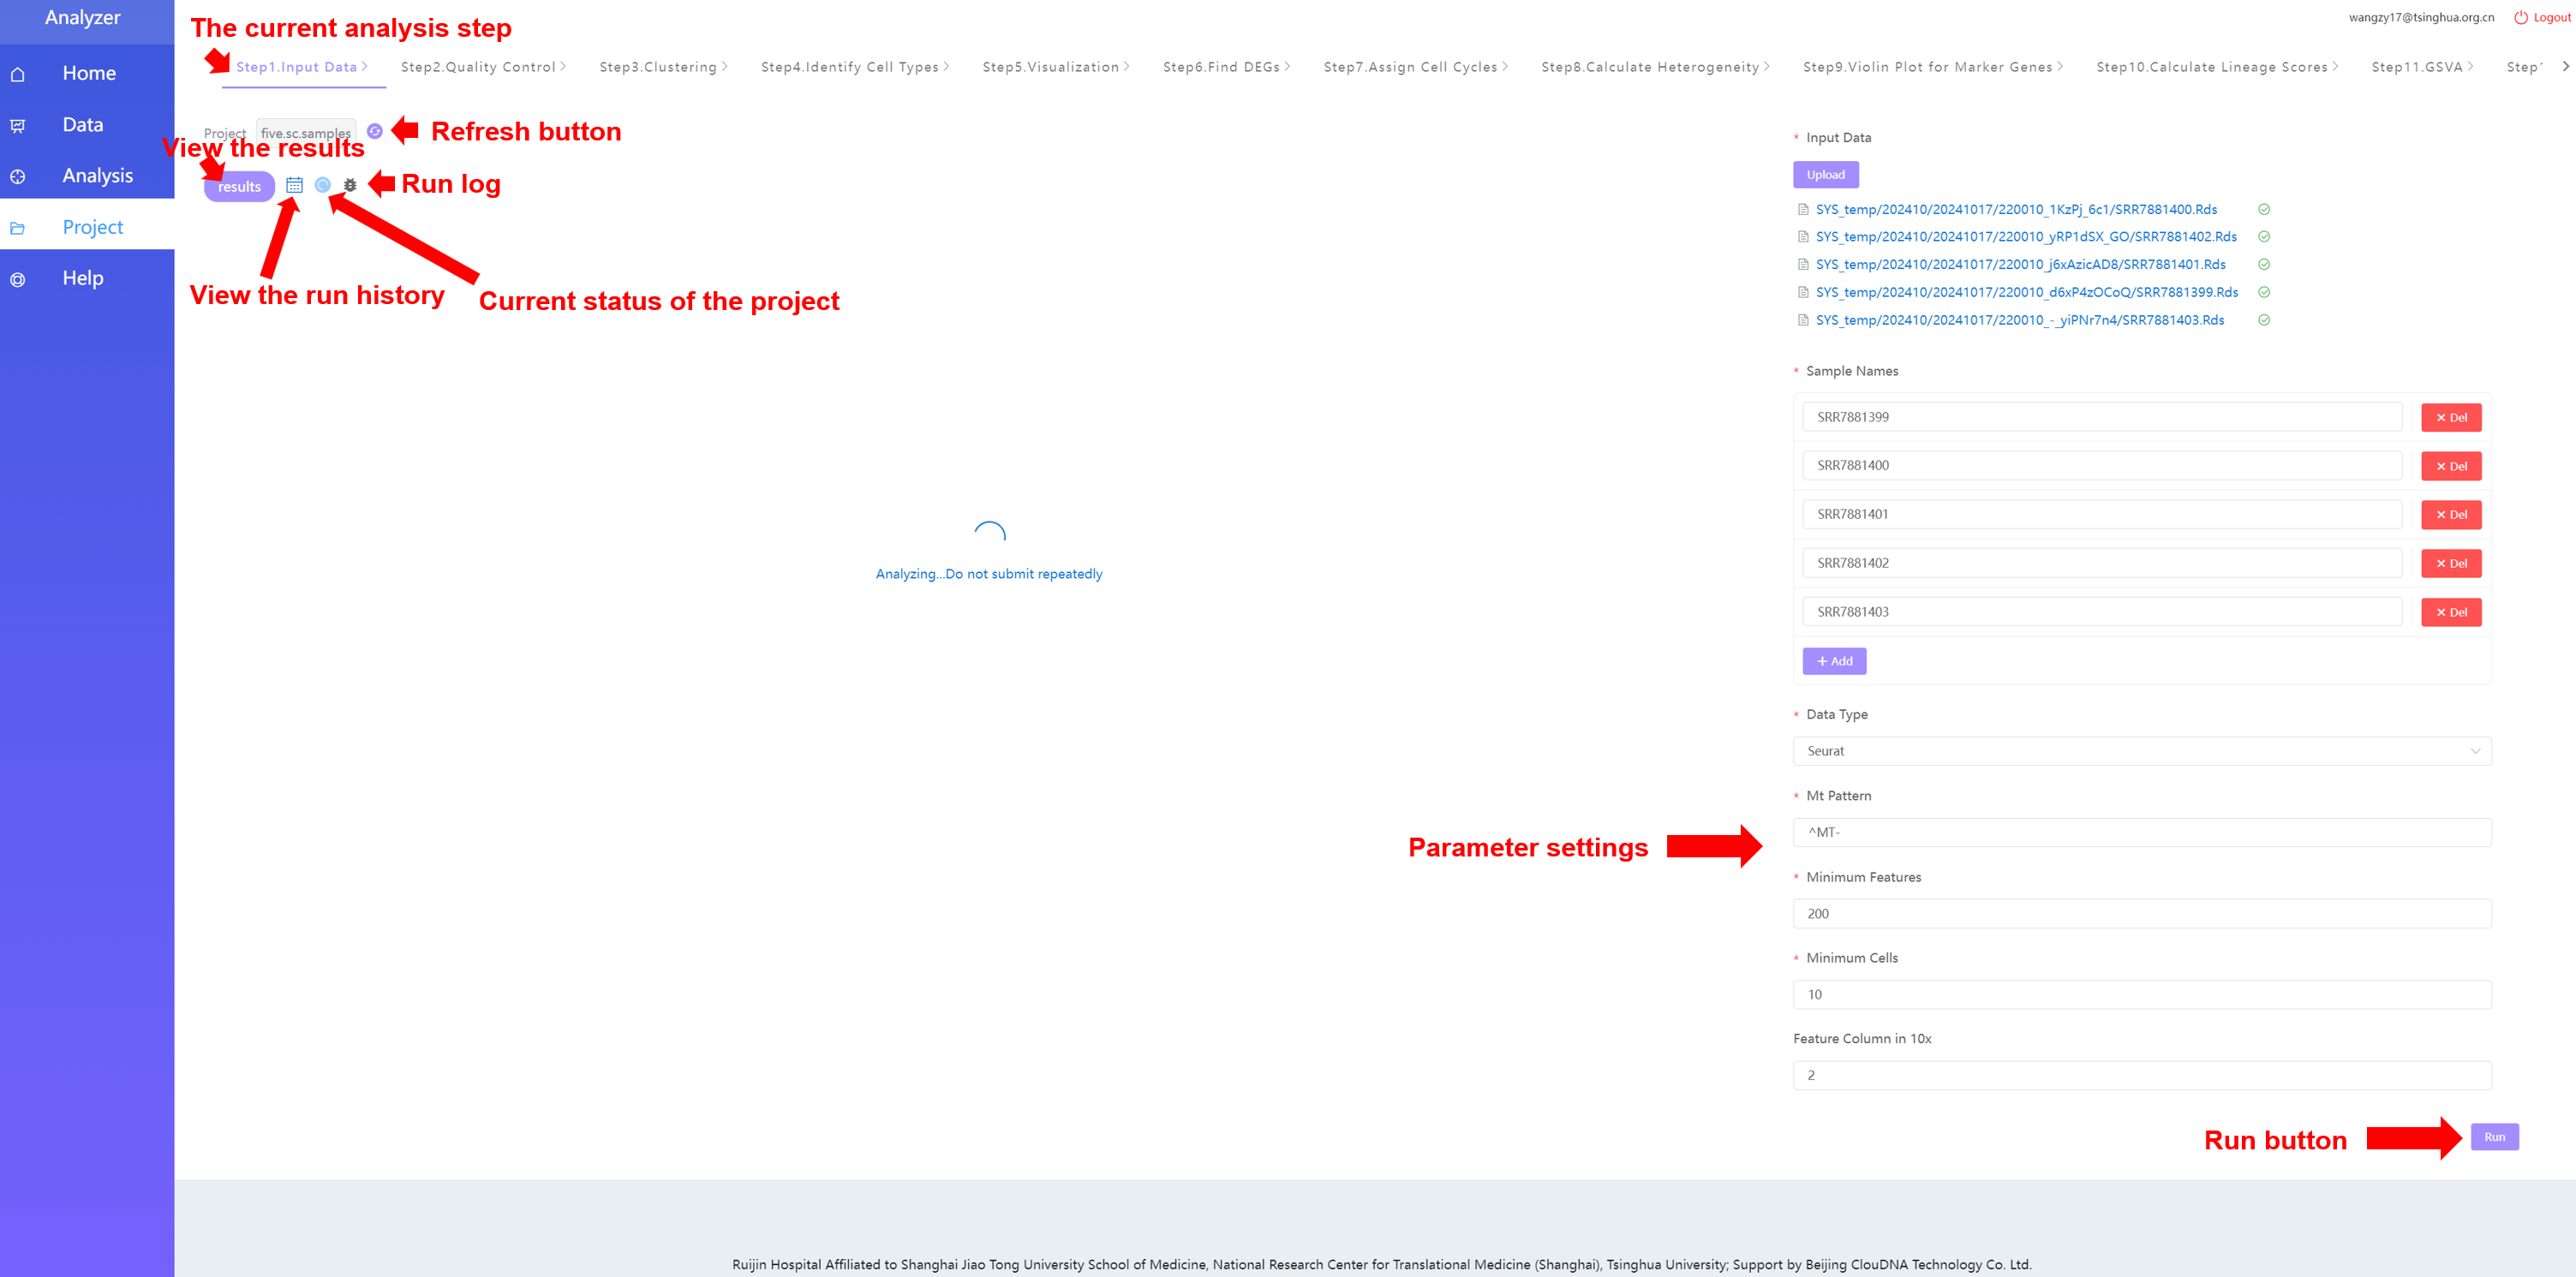 Analyzer
Home
Data
Analysis
Project
Help
wangzy17@tsinghua.org.cn
Logout
The current analysis step
Step1.Input Data
Step2.Quality Control
Step3.Clustering
Step4.Identify Cell Types
Step5.Visualization
Step6.Find DEGs
Step7.Assign Cell Cycles
Step8.Calculate Heterogeneity
Step9.Violin Plot for Marker Genes
Step10.Calculate Lineage Scores
Step11.GSVA
Step1
Project five.sc.samples
Refresh button
View the results
results
Run log
View the run history
Current status of the project
Analyzing...Do not submit repeatedly
* Input Data
Upload
SYS_temp/202410/20241017/220010_1KzPj_6c1/SRR7881400.Rds
SYS_temp/202410/20241017/220010_yRP1dSX_GO/SRR7881402.Rds
SYS_temp/202410/20241017/220010_j6xAzicAD8/SRR7881401.Rds
SYS_temp/202410/20241017/220010_d6xP4zOCoQ/SRR7881399.Rds
SYS_temp/202410/20241017/220010_-_yiPNr7n4/SRR7881403.Rds
* Sample Names
SRR7881399 × Del
SRR7881400 × Del
SRR7881401 × Del
SRR7881402 × Del
SRR7881403 × Del
+ Add
* Data Type
Seurat
* Mt Pattern
^MT-
Parameter settings
* Minimum Features
200
* Minimum Cells
10
Feature Column in 10x
2
Run button
Run
Ruijin Hospital Affiliated to Shanghai Jiao Tong University School of Medicine, National Research Center for Translational Medicine (Shanghai), Tsinghua University; Support by Beijing ClouDNA Technology Co. Ltd.